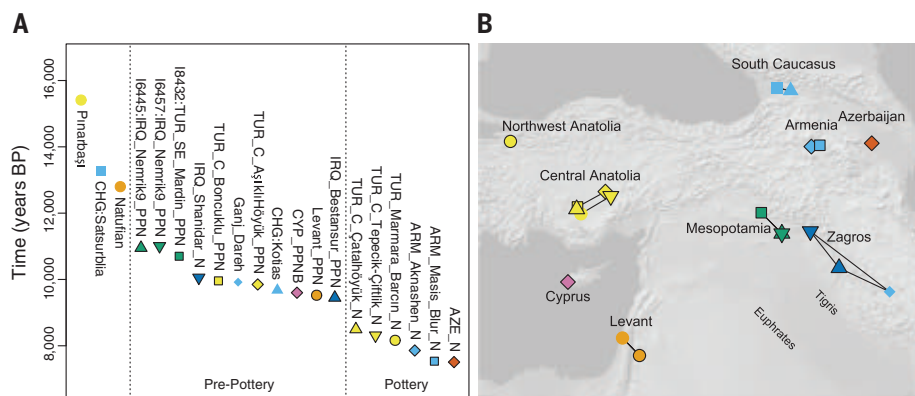 A
Time (years BP)
16,000
14,000
12,000
10,000
8,000
Pınarbaşı
CHG:Satsurblia
Natufian
I6445:IRQ_Nemrik9_PPN
I6457:IRQ_Nemrik9_PPN
I8432:TUR_SE_Mardin_PPN
IRQ_Shanidar_N
TUR_C_Boncuklu_PPN
Ganj_Dareh
TUR_C_AşıklıHöyük_PPN
CHG:Kotias
CYP_PPNB
Levant_PPN
IRQ_Bestansur_PPN
TUR_C_Çatalhöyük_N
TUR_C_Tepecik-Çiftlik_N
TUR_Marmara_Barcın_N
ARM_Aknashen_N
ARM_Masis_Blur_N
AZE_N
Pre-Pottery
Pottery
B
South Caucasus
Northwest Anatolia
Armenia
Azerbaijan
Central Anatolia
Mesopotamia
Zagros
Cyprus
Tigris
Euphrates
Levant